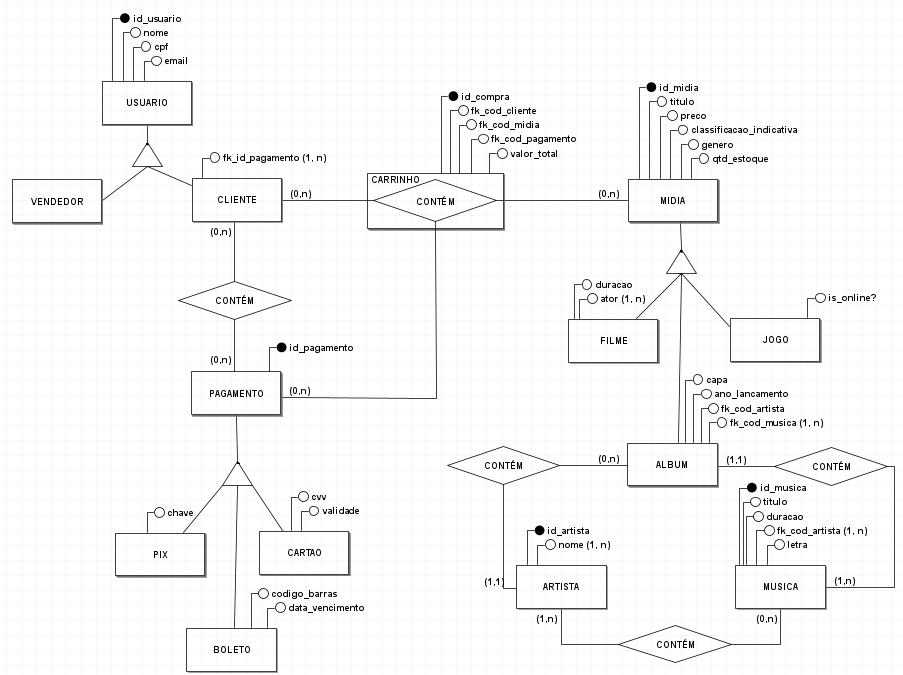 id_usuario
nome
cpf
email
USUARIO
VENDEDOR
fk_id_pagamento (1, n)
CLIENTE
(0,n)
(0,n)
id_compra
fk_cod_cliente
fk_cod_midia
fk_cod_pagamento
valor_total
CARRINHO
CONTÉM
(0,n)
id_midia
titulo
preco
classificacao_indicativa
genero
qtd_estoque
MIDIA
CONTÉM
(0,n)
id_pagamento
PAGAMENTO
(0,n)
duracao
ator (1, n)
FILME
is_online?
JOGO
capa
ano_lancamento
fk_cod_artista
fk_cod_musica (1, n)
CONTÉM
(0,n)
ALBUM
(1,1)
CONTÉM
chave
PIX
cvv
validade
CARTAO
codigo_barras
data_vencimento
BOLETO
id_artista
nome (1, n)
(1,1)
ARTISTA
(1,n)
id_musica
titulo
duracao
fk_cod_artista (1, n)
letra
MUSICA
(1,n)
(0,n)
CONTÉM